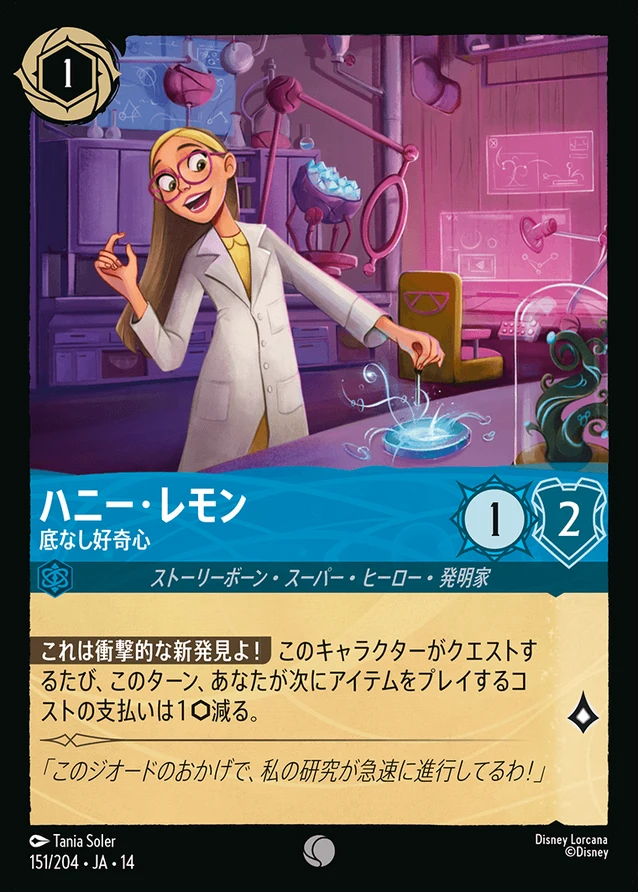 1
ハニー・レモン
底なし好奇心
1 2
ストーリーボーン・スーパー・ヒーロー・発明家
これは衝撃的な新発見よ! このキャラクターがクエストす
るたび、このターン、あなたが次にアイテムをプレイするコ
ストの支払いは1⬡減る。
「このジオードのおかげで、私の研究が急速に進行してるわ!」
Tania Soler
151/204・JA・14
Disney Lorcana
©Disney